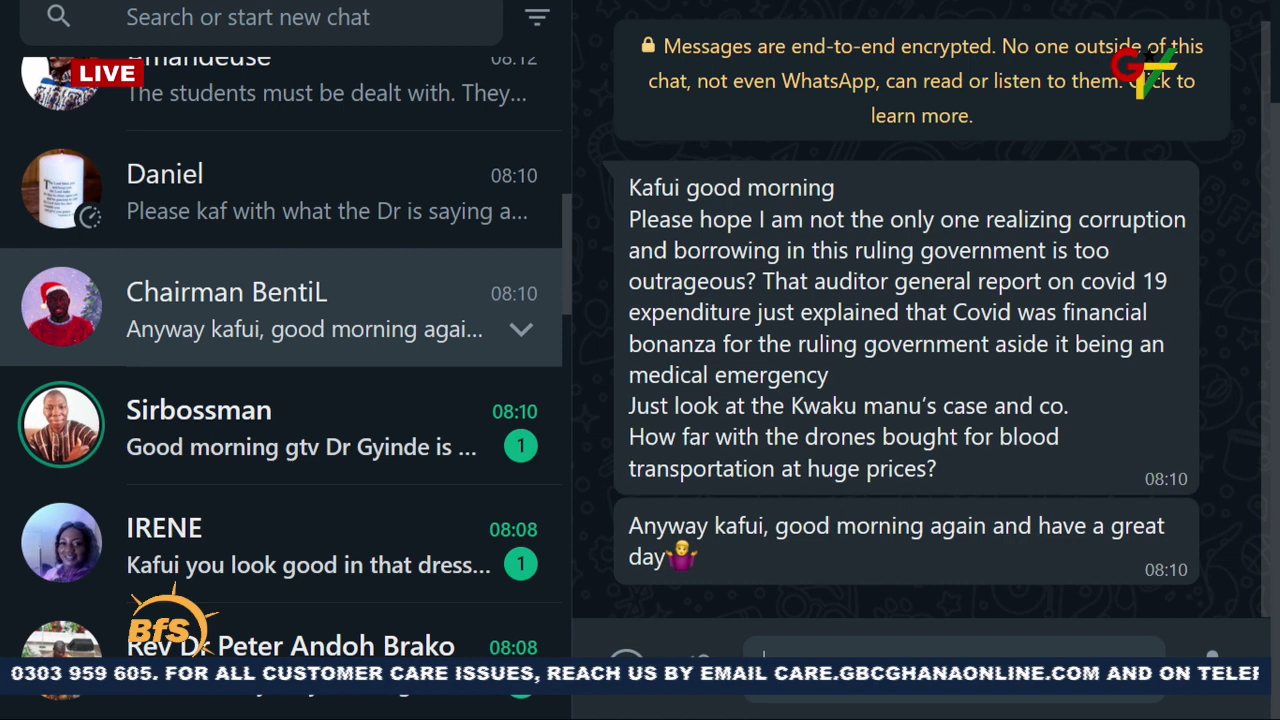 Search or start new chat
LIVE
08:12
The students must be dealt with. They...
Daniel
08:10
Please kaf with what the Dr is saying a...
Chairman BentiL
08:10
Anyway kafui, good morning agai...
Sirbossman
08:10
Good morning gtv Dr Gyinde is ...
1
IRENE
08:08
Kafui you look good in that dress...
1
BfS
Rev Dr Peter Andoh Brako
08:08
Messages are end-to-end encrypted. No one outside of this
chat, not even WhatsApp, can read or listen to them. Click to
learn more.
G
Kafui good morning
Please hope I am not the only one realizing corruption
and borrowing in this ruling government is too
outrageous? That auditor general report on covid 19
expenditure just explained that Covid was financial
bonanza for the ruling government aside it being an
medical emergency
Just look at the Kwaku manu's case and co.
How far with the drones bought for blood
transportation at huge prices?
08:10
Anyway kafui, good morning again and have a great
day
08:10
0303 959 605. FOR ALL CUSTOMER CARE ISSUES, REACH US BY EMAIL CARE.GBCGHANAONLINE.COM AND ON TELE